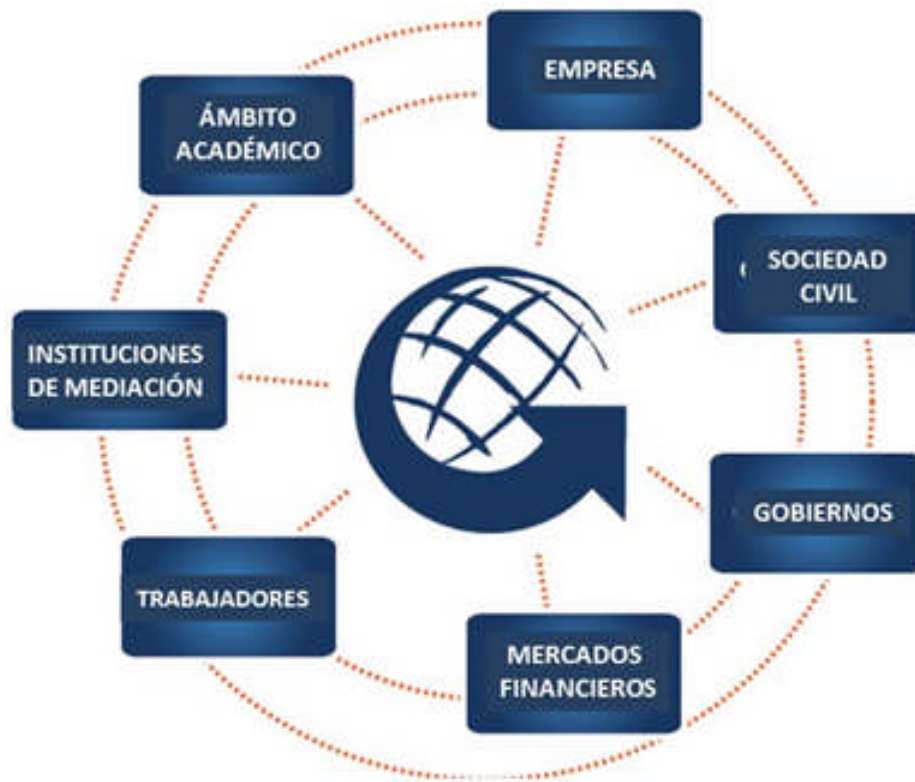 EMPRESA
ÁMBITO
ACADÉMICO
SOCIEDAD
CIVIL
INSTITUCIONES
DE MEDIACIÓN
GOBIERNOS
TRABAJADORES
MERCADOS
FINANCIEROS